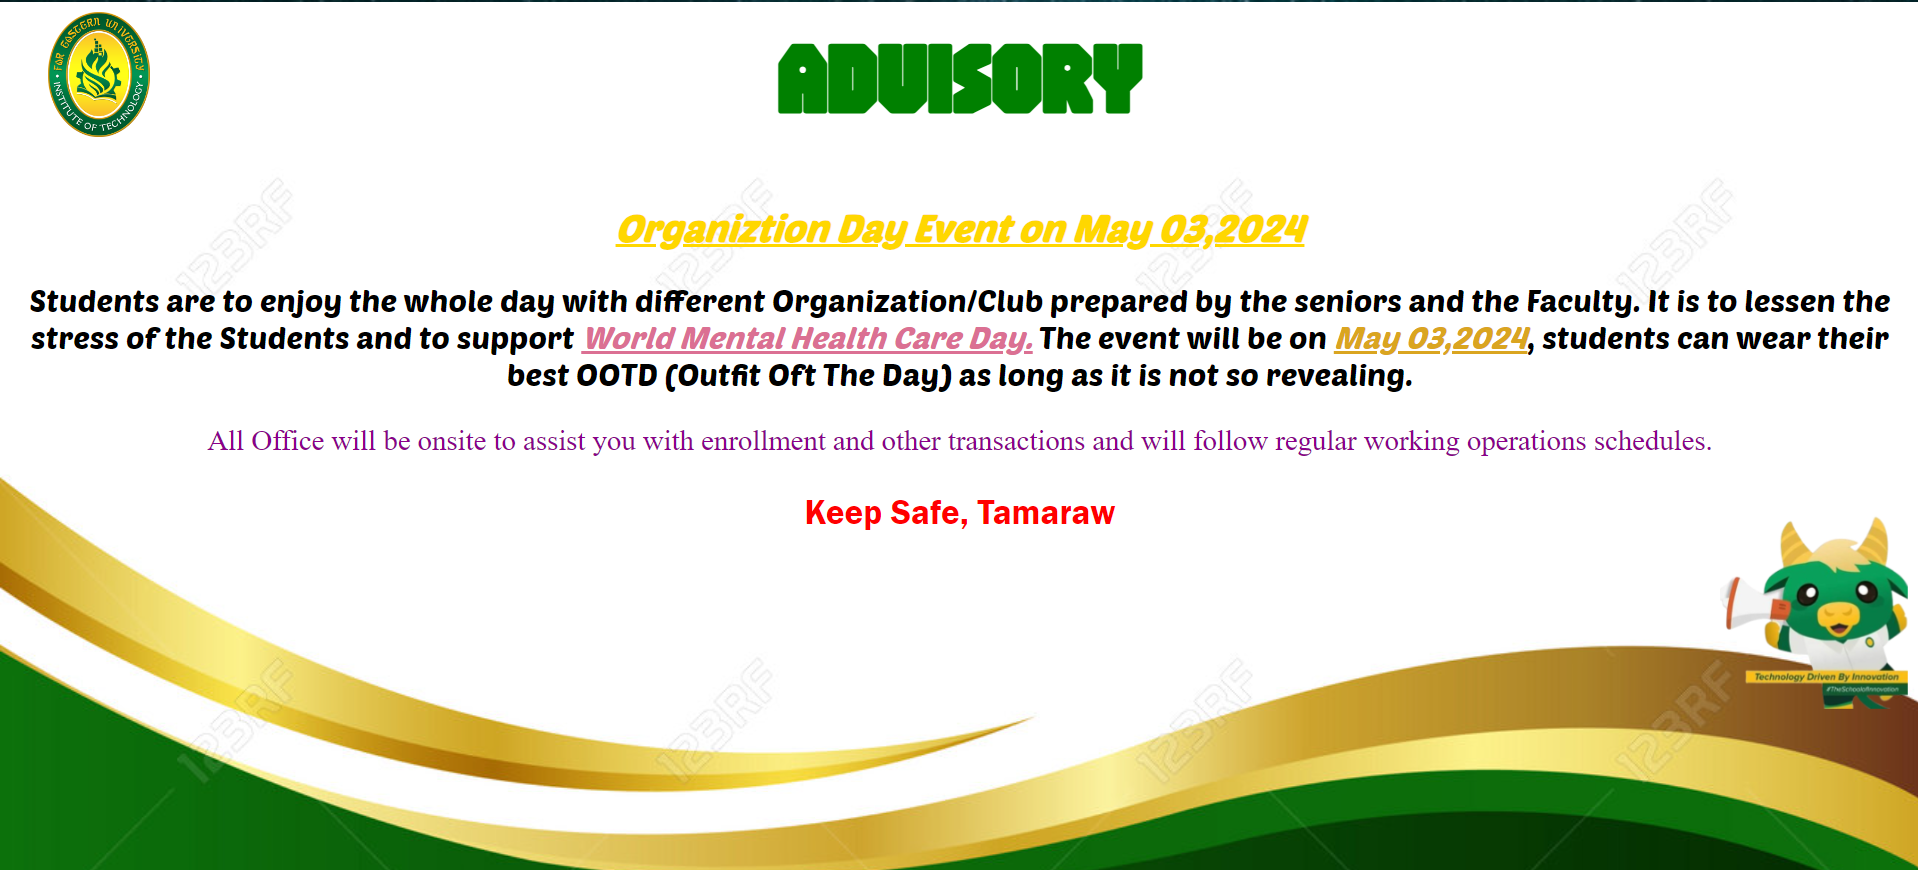 FAR EASTERN UNIVERSITY
INSTITUTE OF TECHNOLOGY
ADVISORY
Organiztion Day Event on May 03,2024
Students are to enjoy the whole day with different Organization/Club prepared by the seniors and the Faculty. It is to lessen the
stress of the Students and to support World Mental Health Care Day. The event will be on May 03,2024, students can wear their
best OOTD (Outfit Oft The Day) as long as it is not so revealing.
All Office will be onsite to assist you with enrollment and other transactions and will follow regular working operations schedules.
Keep Safe, Tamaraw
Technology Driven By Innovation
#TheSchoolofInnovation
123RF
123RF
123RF
123RF
123RF
123RF
123RF
123RF